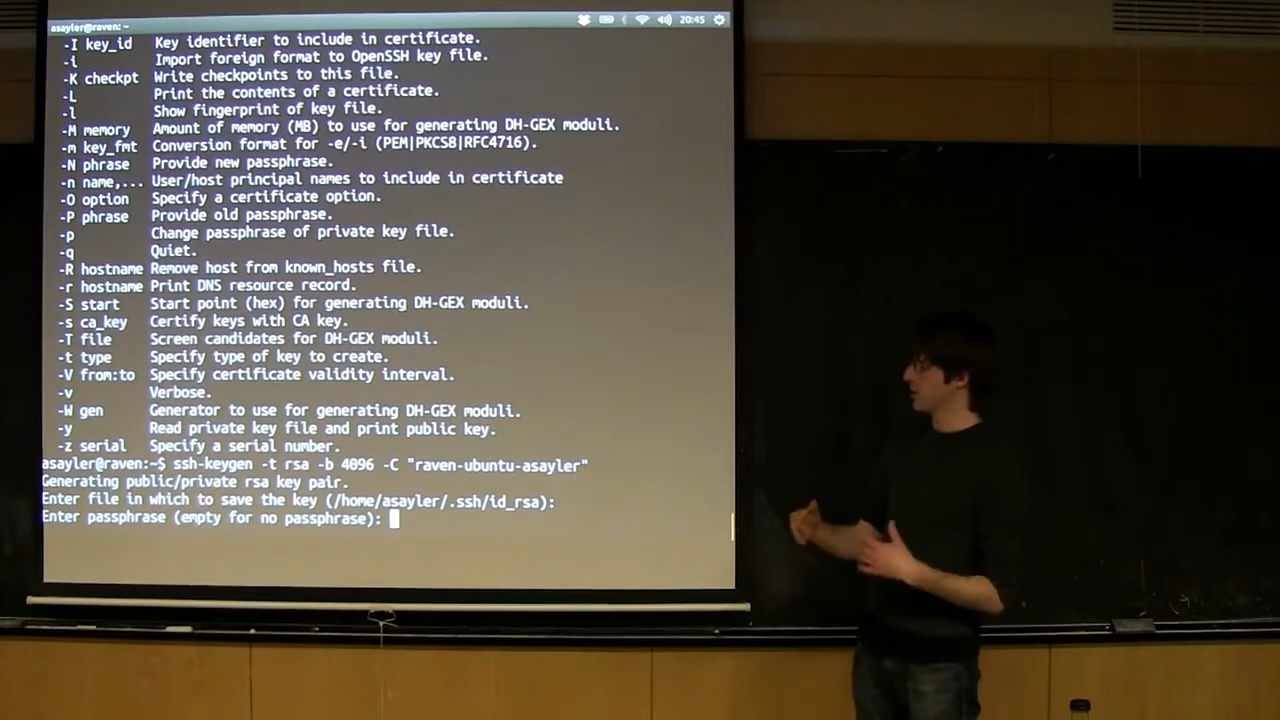 asayler@raven: ~ 20:45
-I key_id Key identifier to include in certificate.
-i Import foreign format to OpenSSH key file.
-K checkpt Write checkpoints to this file.
-L Print the contents of a certificate.
-l Show fingerprint of key file.
-M memory Amount of memory (MB) to use for generating DH-GEX moduli.
-m key_fmt Conversion format for -e/-i (PEM|PKCS8|RFC4716).
-N phrase Provide new passphrase.
-n name,... User/host principal names to include in certificate
-O option Specify a certificate option.
-P phrase Provide old passphrase.
-p Change passphrase of private key file.
-q Quiet.
-R hostname Remove host from known_hosts file.
-r hostname Print DNS resource record.
-S start Start point (hex) for generating DH-GEX moduli.
-s ca_key Certify keys with CA key.
-T file Screen candidates for DH-GEX moduli.
-t type Specify type of key to create.
-V from:to Specify certificate validity interval.
-v Verbose.
-W gen Generator to use for generating DH-GEX moduli.
-y Read private key file and print public key.
-z serial Specify a serial number.
asayler@raven:~$ ssh-keygen -t rsa -b 4096 -C "raven-ubuntu-asayler"
Generating public/private rsa key pair.
Enter file in which to save the key (/home/asayler/.ssh/id_rsa):
Enter passphrase (empty for no passphrase):